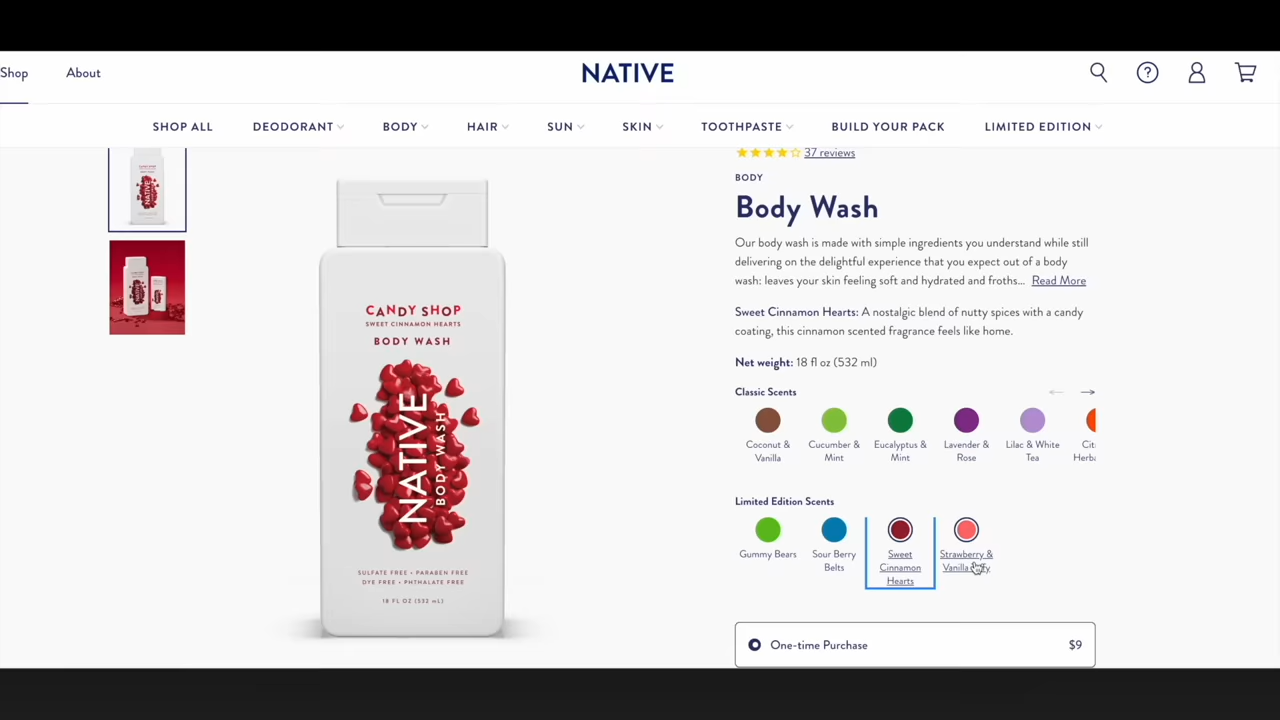 Shop
About
NATIVE
SHOP ALL
DEODORANT
BODY
HAIR
SUN
SKIN
TOOTHPASTE
BUILD YOUR PACK
LIMITED EDITION
37 reviews
BODY
Body Wash
Our body wash is made with simple ingredients you understand while still
delivering on the delightful experience that you expect out of a body
wash: leaves your skin feeling soft and hydrated and froths... Read More
Sweet Cinnamon Hearts: A nostalgic blend of nutty spices with a candy
coating, this cinnamon scented fragrance feels like home.
Net weight: 18 fl oz (532 ml)
Classic Scents
Coconut &
Vanilla
Cucumber &
Mint
Eucalyptus &
Mint
Lavender &
Rose
Lilac & White
Tea
Limited Edition Scents
Gummy Bears
Sour Berry
Belts
Sweet
Cinnamon
Hearts
Strawberry &
Vanilla
One-time Purchase
$9
CANDY SHOP
SWEET CINNAMON HEARTS
BODY WASH
NATIVE
BODY WASH
SULFATE FREE • PARABEN FREE
DYE FREE • PHTHALATE FREE
18 FL OZ (532 mL)